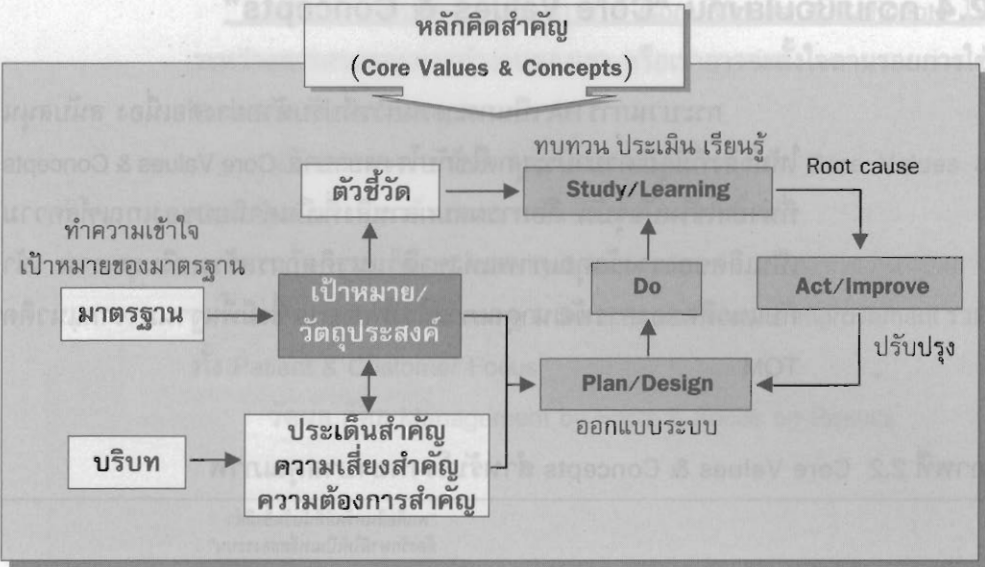 หลักคิดสำคัญ
(Core Values & Concepts)
ทบทวน ประเมิน เรียนรู้
ตัวชี้วัด
Study/Learning
Root cause
ทำความเข้าใจ
เป้าหมายของมาตรฐาน
มาตรฐาน
เป้าหมาย/
วัตถุประสงค์
Do
Act/Improve
ปรับปรุง
Plan/Design
ออกแบบระบบ
บริบท
ประเด็นสำคัญ
ความเสี่ยงสำคัญ
ความต้องการสำคัญ